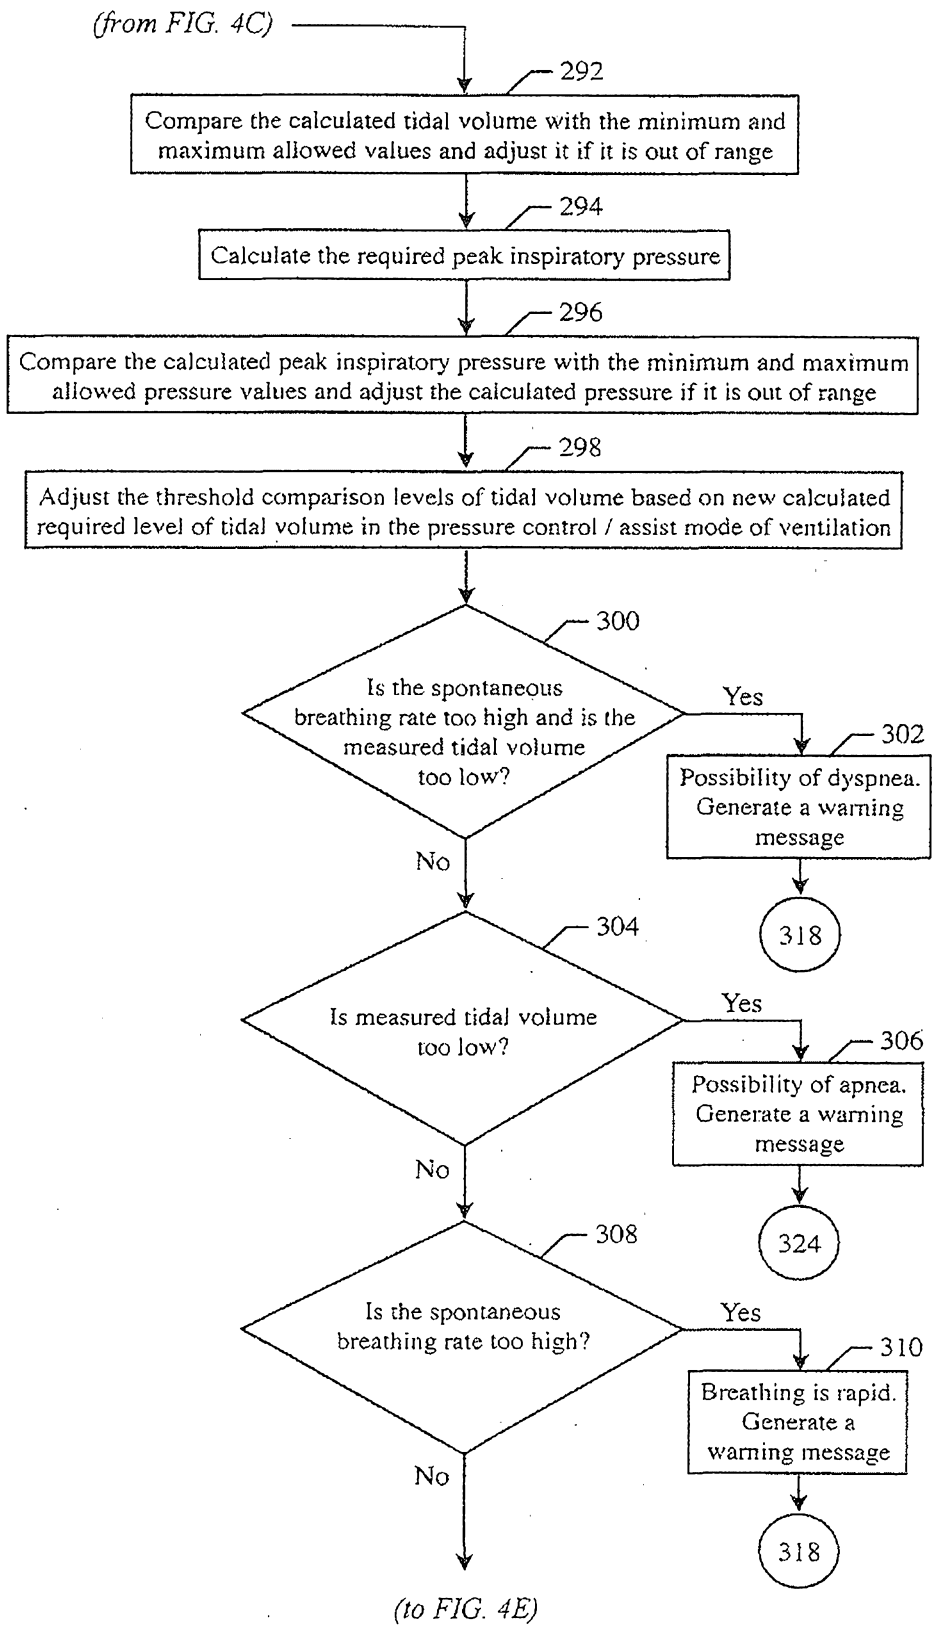 (from FIG. 4C)
292
Compare the calculated tidal volume with the minimum and
maximum allowed values and adjust it if it is out of range
294
Calculate the required peak inspiratory pressure
296
Compare the calculated peak inspiratory pressure with the minimum and maximum
allowed pressure values and adjust the calculated pressure if it is out of range
298
Adjust the threshold comparison levels of tidal volume based on new calculated
required level of tidal volume in the pressure control / assist mode of ventilation
300
Is the spontaneous
breathing rate too high and is the
measured tidal volume
too low?
Yes
302
Possibility of dyspnea.
Generate a warning
message
318
No
304
Is measured tidal volume
too low?
Yes
306
Possibility of apnea.
Generate a warning
message
324
No
308
Is the spontaneous
breathing rate too high?
Yes
310
Breathing is rapid.
Generate a
warning message
318
No
(to FIG. 4E)